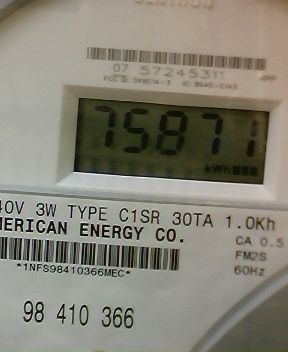 07 57245311
75871
kWh
40V 3W TYPE C1SR 30TA 1.0Kh
MERICAN ENERGY CO.
CA 0.5
FM2S
60Hz
*1NFS98410366MEC*
98 410 366